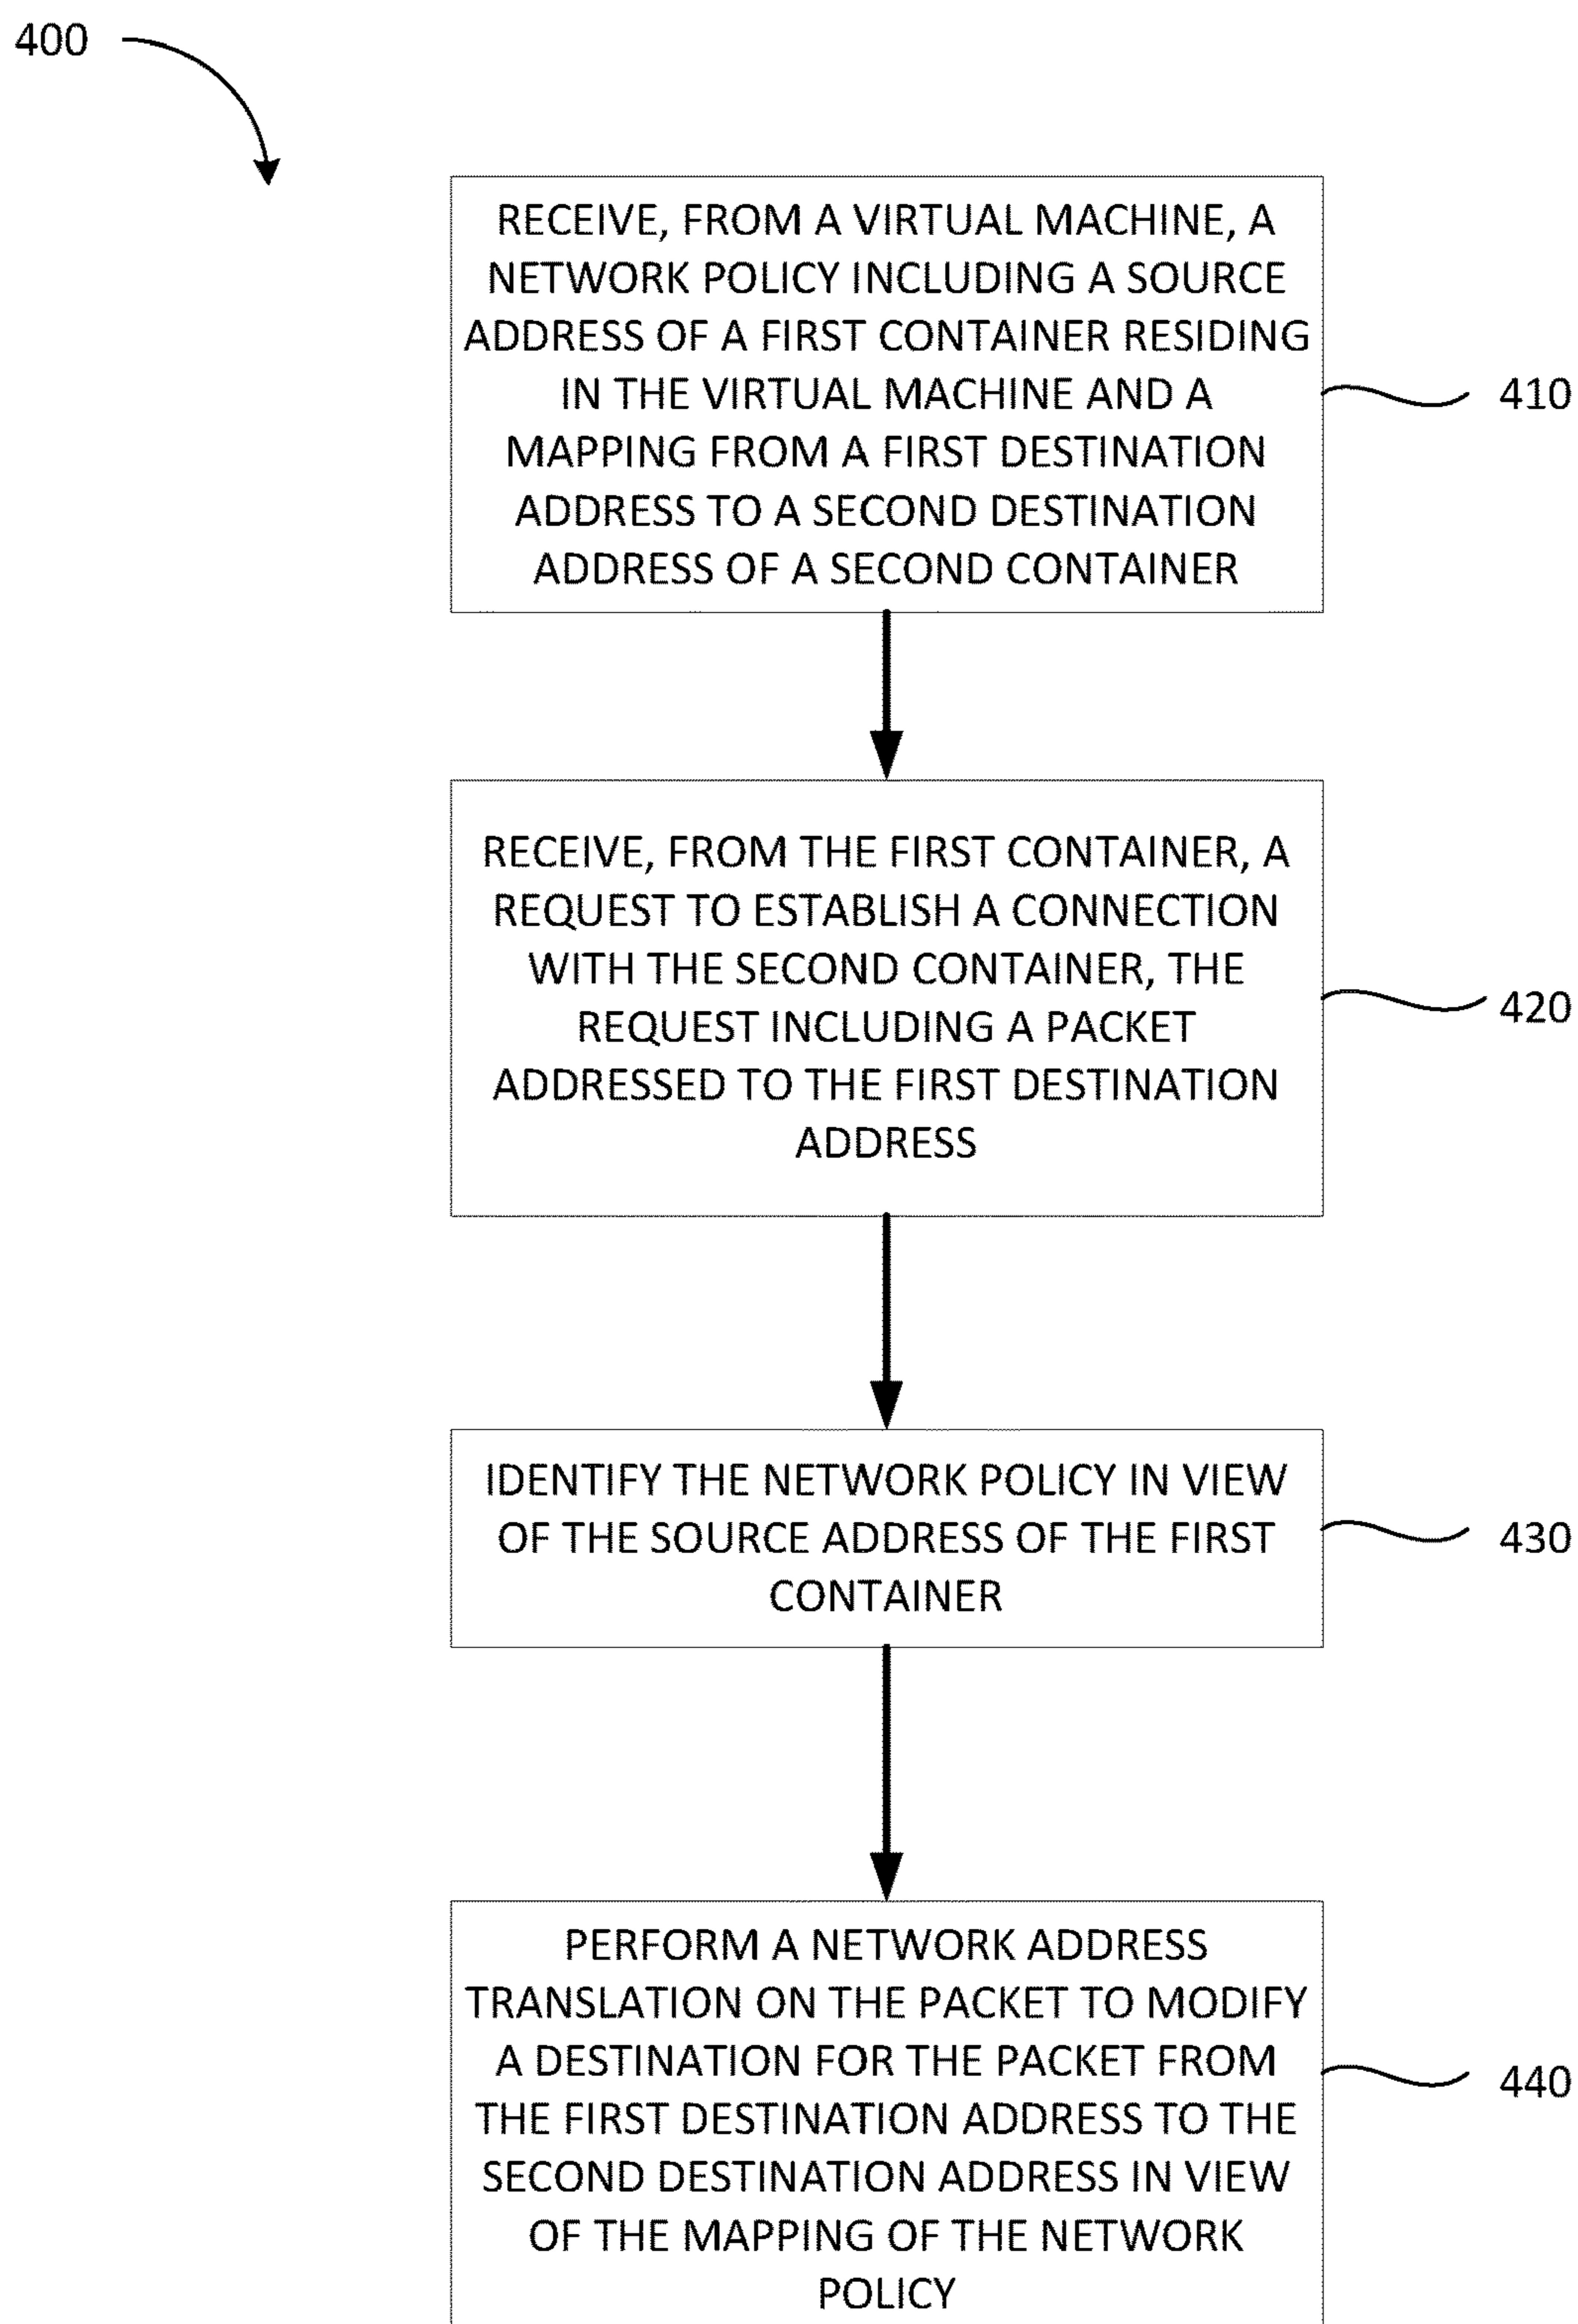 400
RECEIVE, FROM A VIRTUAL MACHINE, A
NETWORK POLICY INCLUDING A SOURCE
ADDRESS OF A FIRST CONTAINER RESIDING
IN THE VIRTUAL MACHINE AND A
MAPPING FROM A FIRST DESTINATION
ADDRESS TO A SECOND DESTINATION
ADDRESS OF A SECOND CONTAINER
410
RECEIVE, FROM THE FIRST CONTAINER, A
REQUEST TO ESTABLISH A CONNECTION
WITH THE SECOND CONTAINER, THE
REQUEST INCLUDING A PACKET
ADDRESSED TO THE FIRST DESTINATION
ADDRESS
420
IDENTIFY THE NETWORK POLICY IN VIEW
OF THE SOURCE ADDRESS OF THE FIRST
CONTAINER
430
PERFORM A NETWORK ADDRESS
TRANSLATION ON THE PACKET TO MODIFY
A DESTINATION FOR THE PACKET FROM
THE FIRST DESTINATION ADDRESS TO THE
SECOND DESTINATION ADDRESS IN VIEW
OF THE MAPPING OF THE NETWORK
POLICY
440